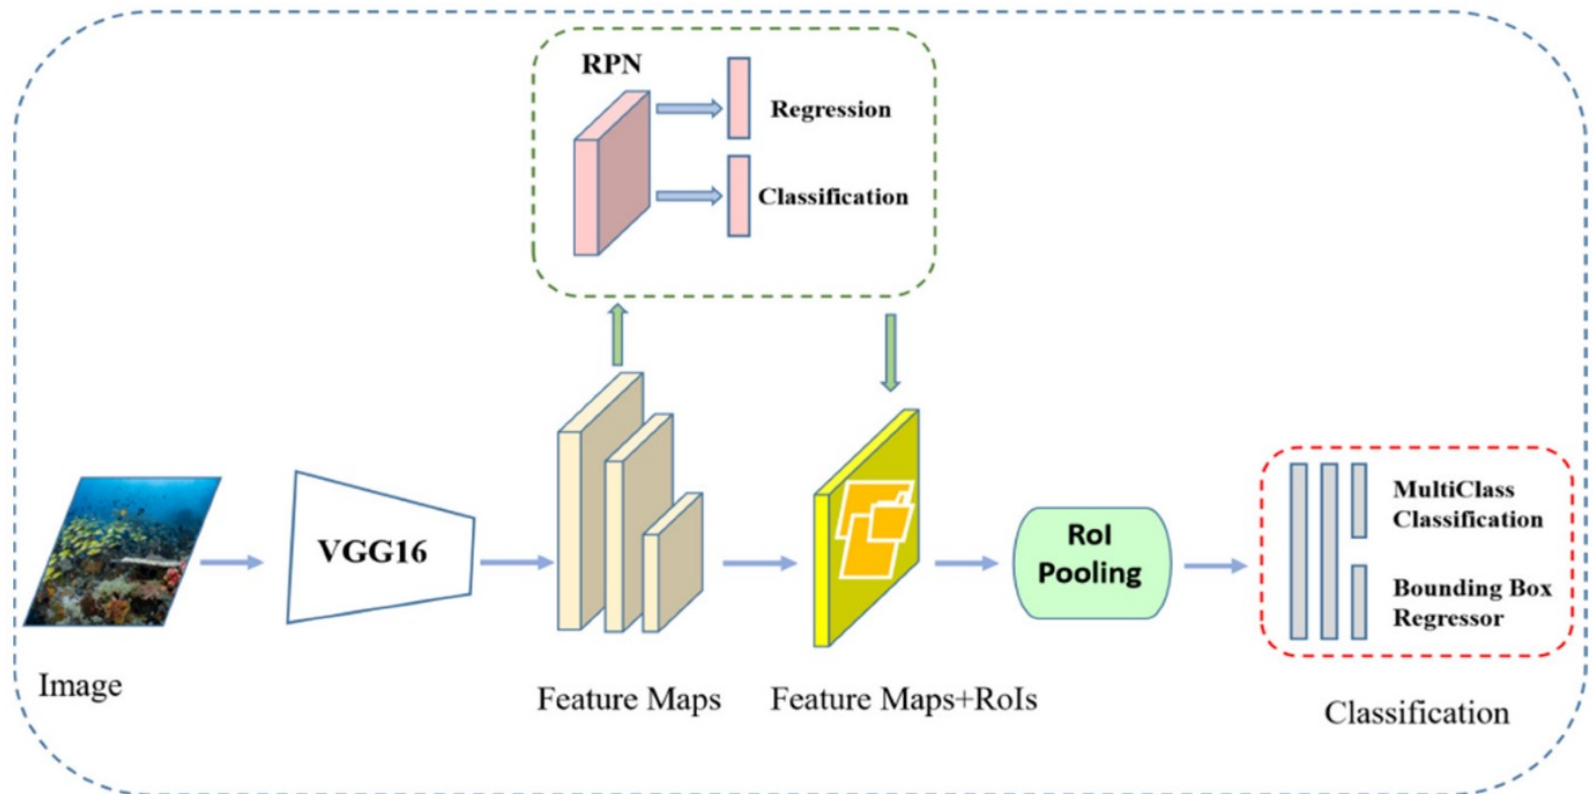 RPN
Regression
Classification
VGG16
RoI
Pooling
MultiClass
Classification
Bounding Box
Regressor
Image
Feature Maps
Feature Maps+RoIs
Classification